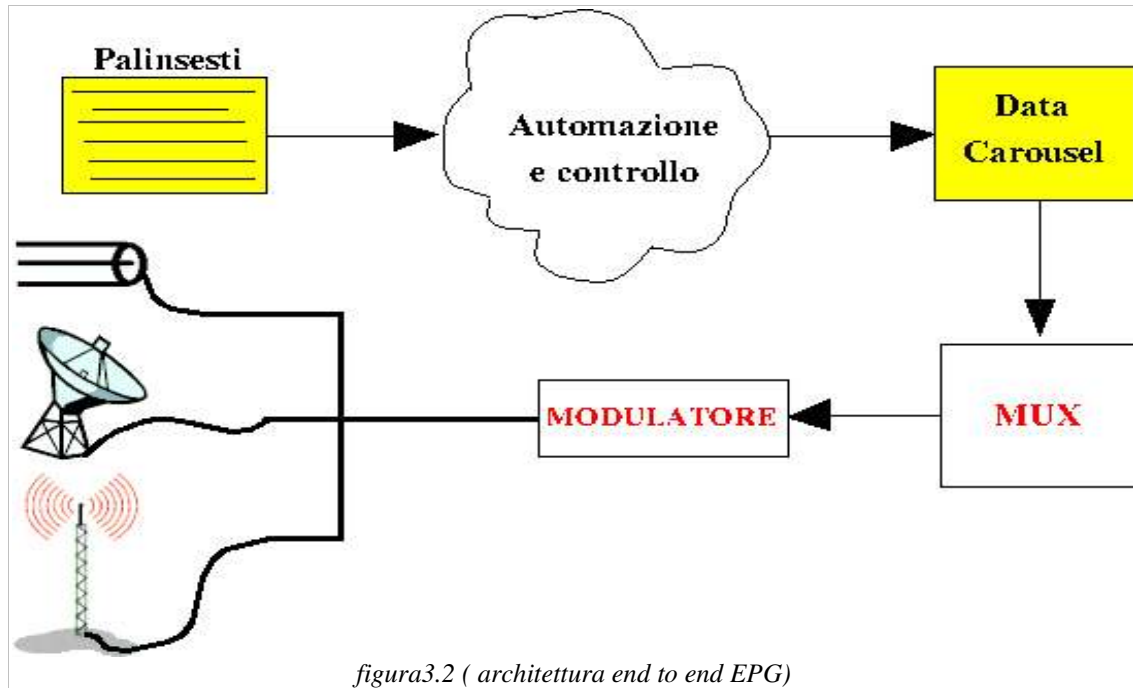 Palinsesti
Automazione
e controllo
Data
Carousel
MODULATORE
MUX
figura3.2 ( architettura end to end EPG)